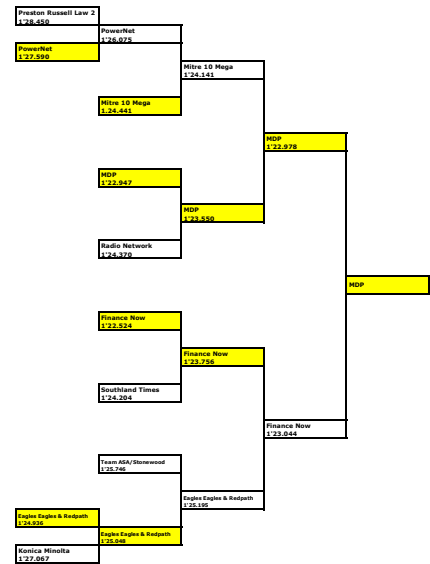 Preston Russell Law 2
1'28.450
PowerNet
1'26.075
PowerNet
1'27.590
Mitre 10 Mega
1'24.141
Mitre 10 Mega
1.24.441
MDP
1'22.978
MDP
1'22.947
MDP
1'23.550
Radio Network
1'24.370
MDP
Finance Now
1'22.524
Finance Now
1'23.756
Southland Times
1'24.204
Finance Now
1'23.044
Team ASA/Stonewood
1'25.746
Eagles Eagles & Redpath
1'25.195
Eagles Eagles & Redpath
1'24.936
Eagles Eagles & Redpath
1'25.048
Konica Minolta
1'27.067